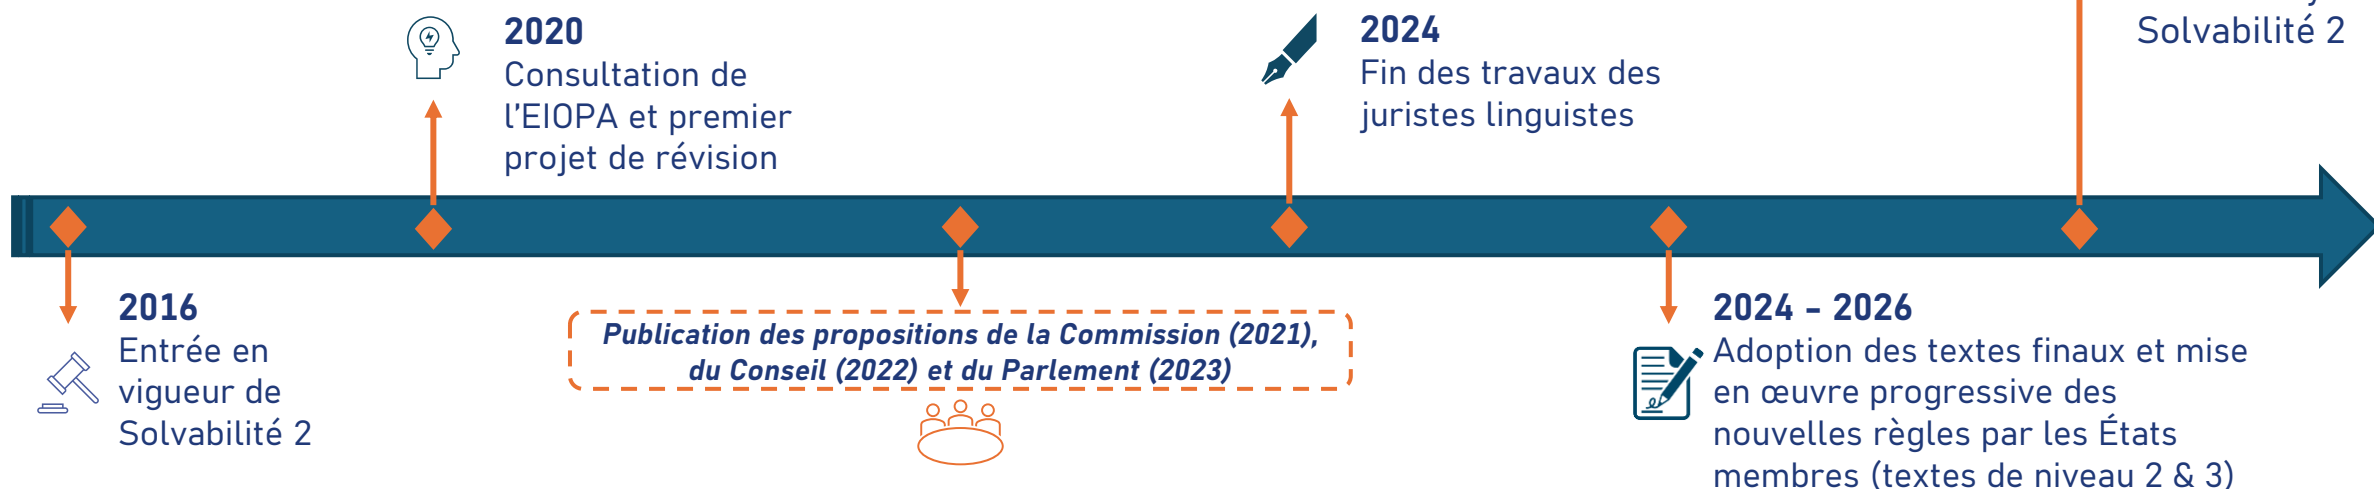 2020
Consultation de
l'EIOPA et premier
projet de révision
2024
Fin des travaux des
juristes linguistes
Solvabilité 2
2016
Entrée en
vigueur de
Solvabilité 2
Publication des propositions de la Commission (2021),
du Conseil (2022) et du Parlement (2023)
2024 - 2026
Adoption des textes finaux et mise
en œuvre progressive des
nouvelles règles par les États
membres (textes de niveau 2 & 3)